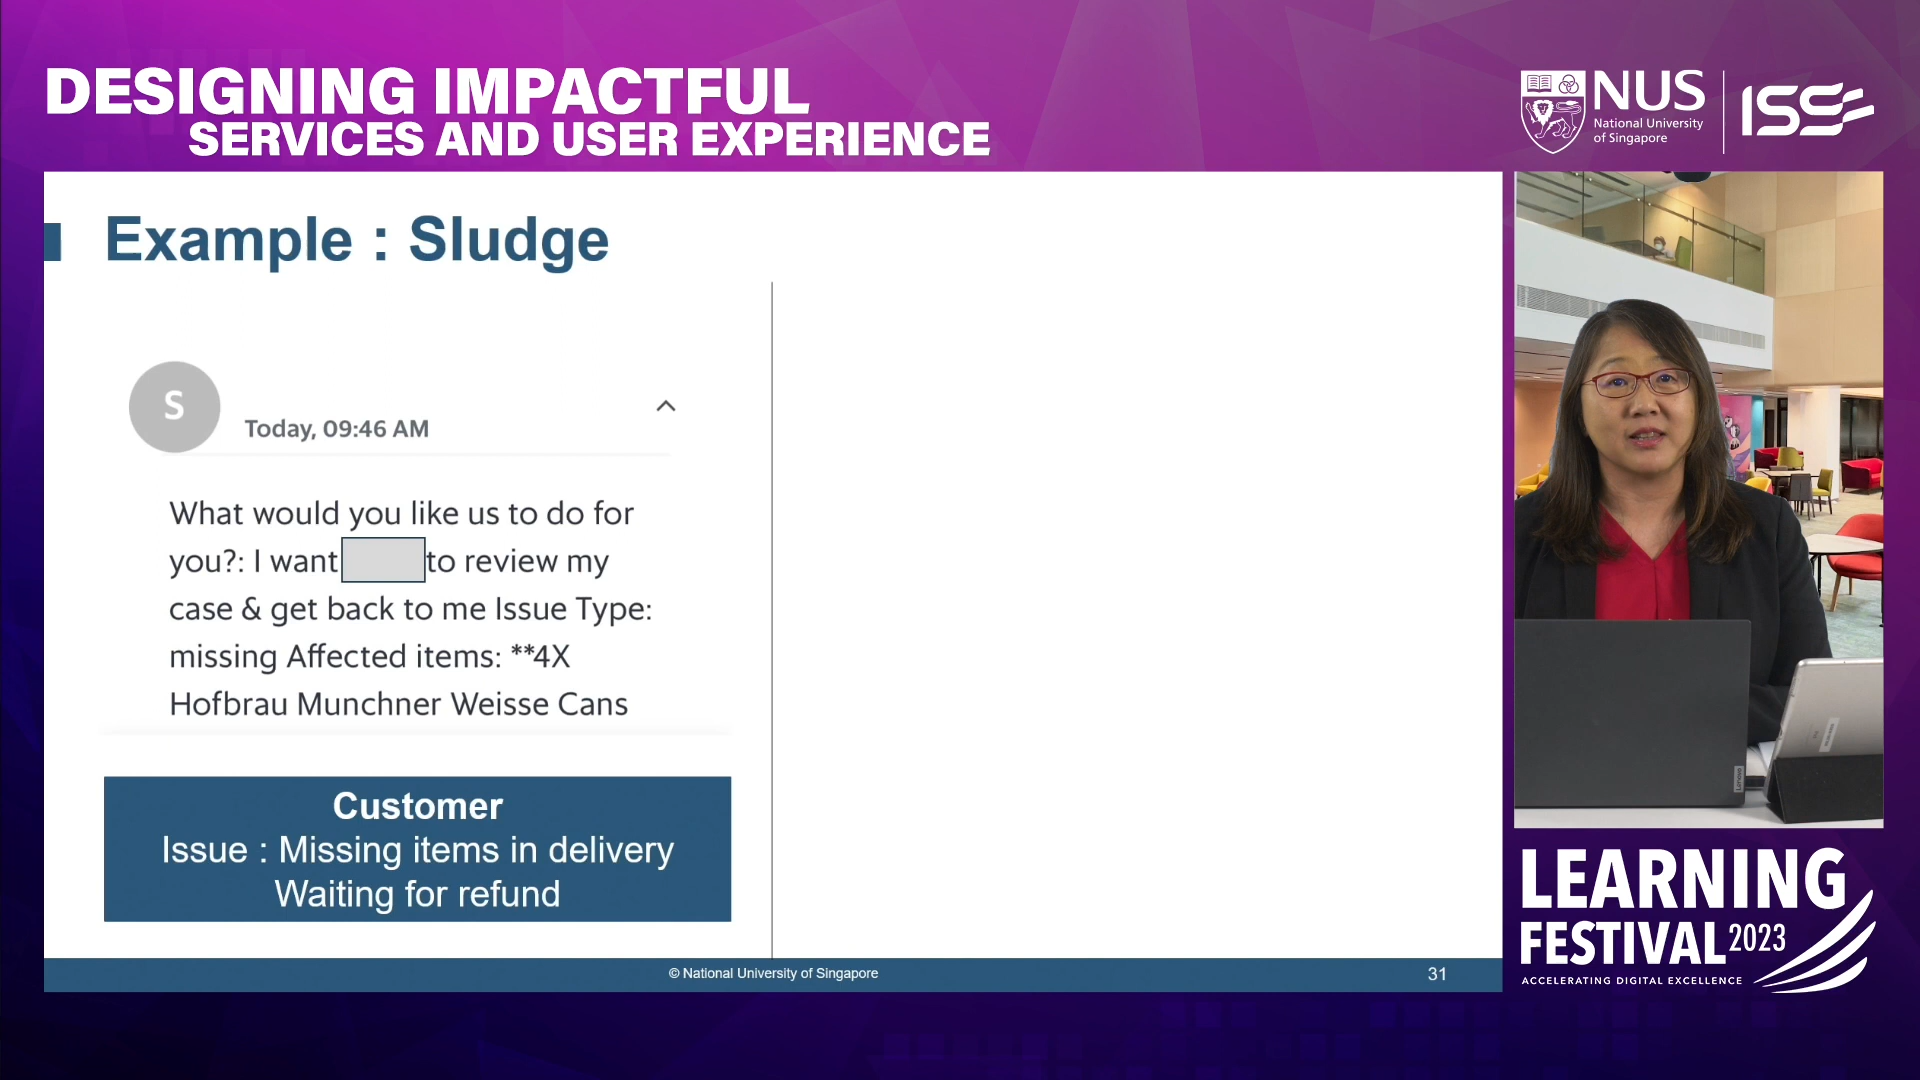 DESIGNING IMPACTFUL
SERVICES AND USER EXPERIENCE
NUS
National University
of Singapore
ISS
Example : Sludge
S
Today, 09:46 AM
What would you like us to do for
you?: I want to review my
case & get back to me Issue Type:
missing Affected items: **4X
Hofbrau Munchner Weisse Cans
Customer
Issue : Missing items in delivery
Waiting for refund
© National University of Singapore
31
Lenovo
LEARNING
FESTIVAL 2023
ACCELERATING DIGITAL EXCELLENCE